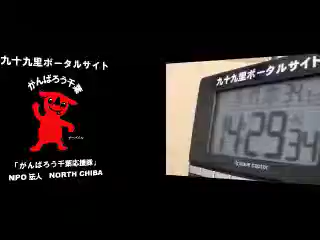 九十九里ポータルサイト
がんばろう千葉
「がんばろう千葉応援隊」
NPO法人 NORTH CHIBA
九十九里ポータルサイト
14:29 34